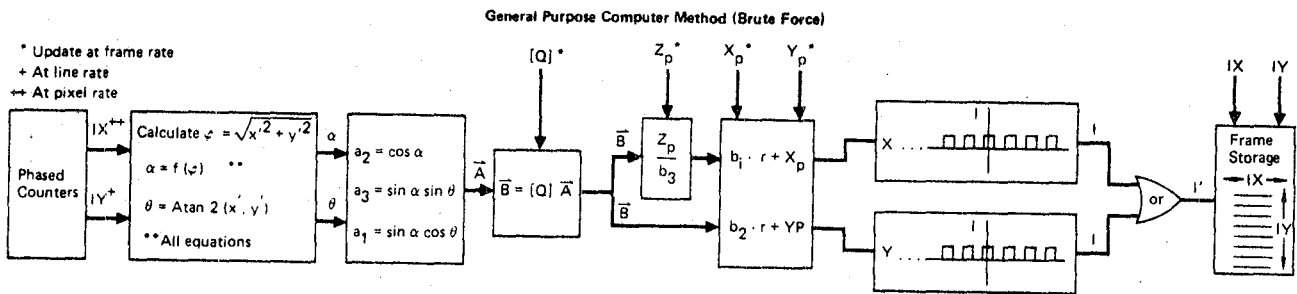 General Purpose Computer Method (Brute Force)
* Update at frame rate
+ At line rate
++ At pixel rate
Phased
Counters
IX++
IY+
Calculate φ = √x'² + y'²
α = f (φ) **
θ = Atan 2 (x', y')
**All equations
α
θ
a₂ = cos α
a₃ = sin α sin θ
a₁ = sin α cos θ
A⃗
[Q] *
B⃗ = [Q] A⃗
B⃗
B⃗
Zp*
Zp
b₃
Xp*
Yp*
bᵢ · r + Xp
b₂ · r + YP
X ....
I
Y ....
I
I
I
or
I'
IX
IY
Frame
Storage
IX
IY